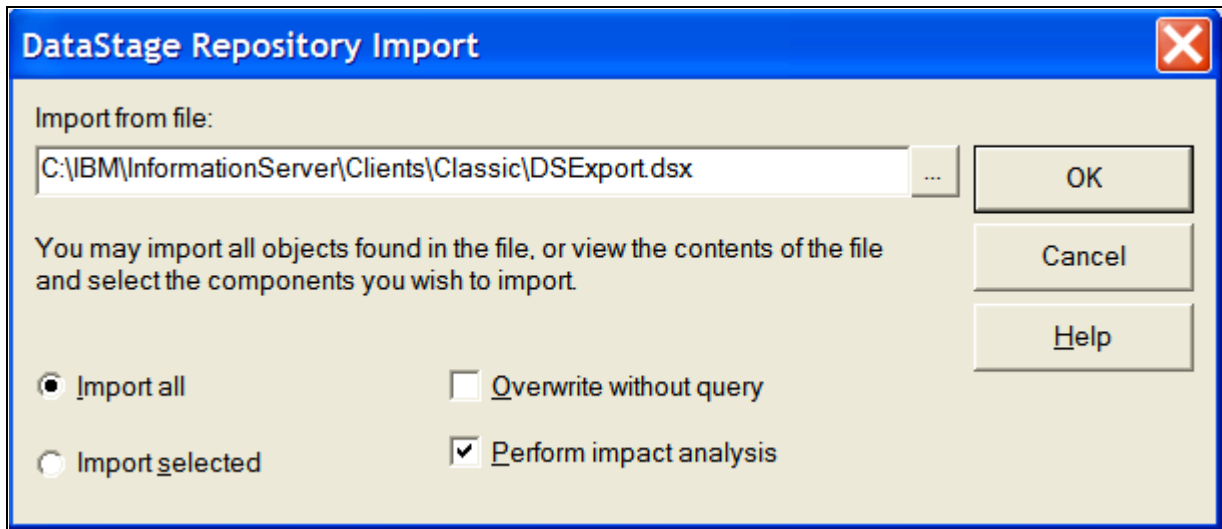 DataStage Repository Import
Import from file:
C:\IBM\InformationServer\Clients\Classic\DSExport.dsx
...
OK
You may import all objects found in the file, or view the contents of the file
and select the components you wish to import.
Cancel
Help
Import all
Overwrite without query
Import selected
Perform impact analysis